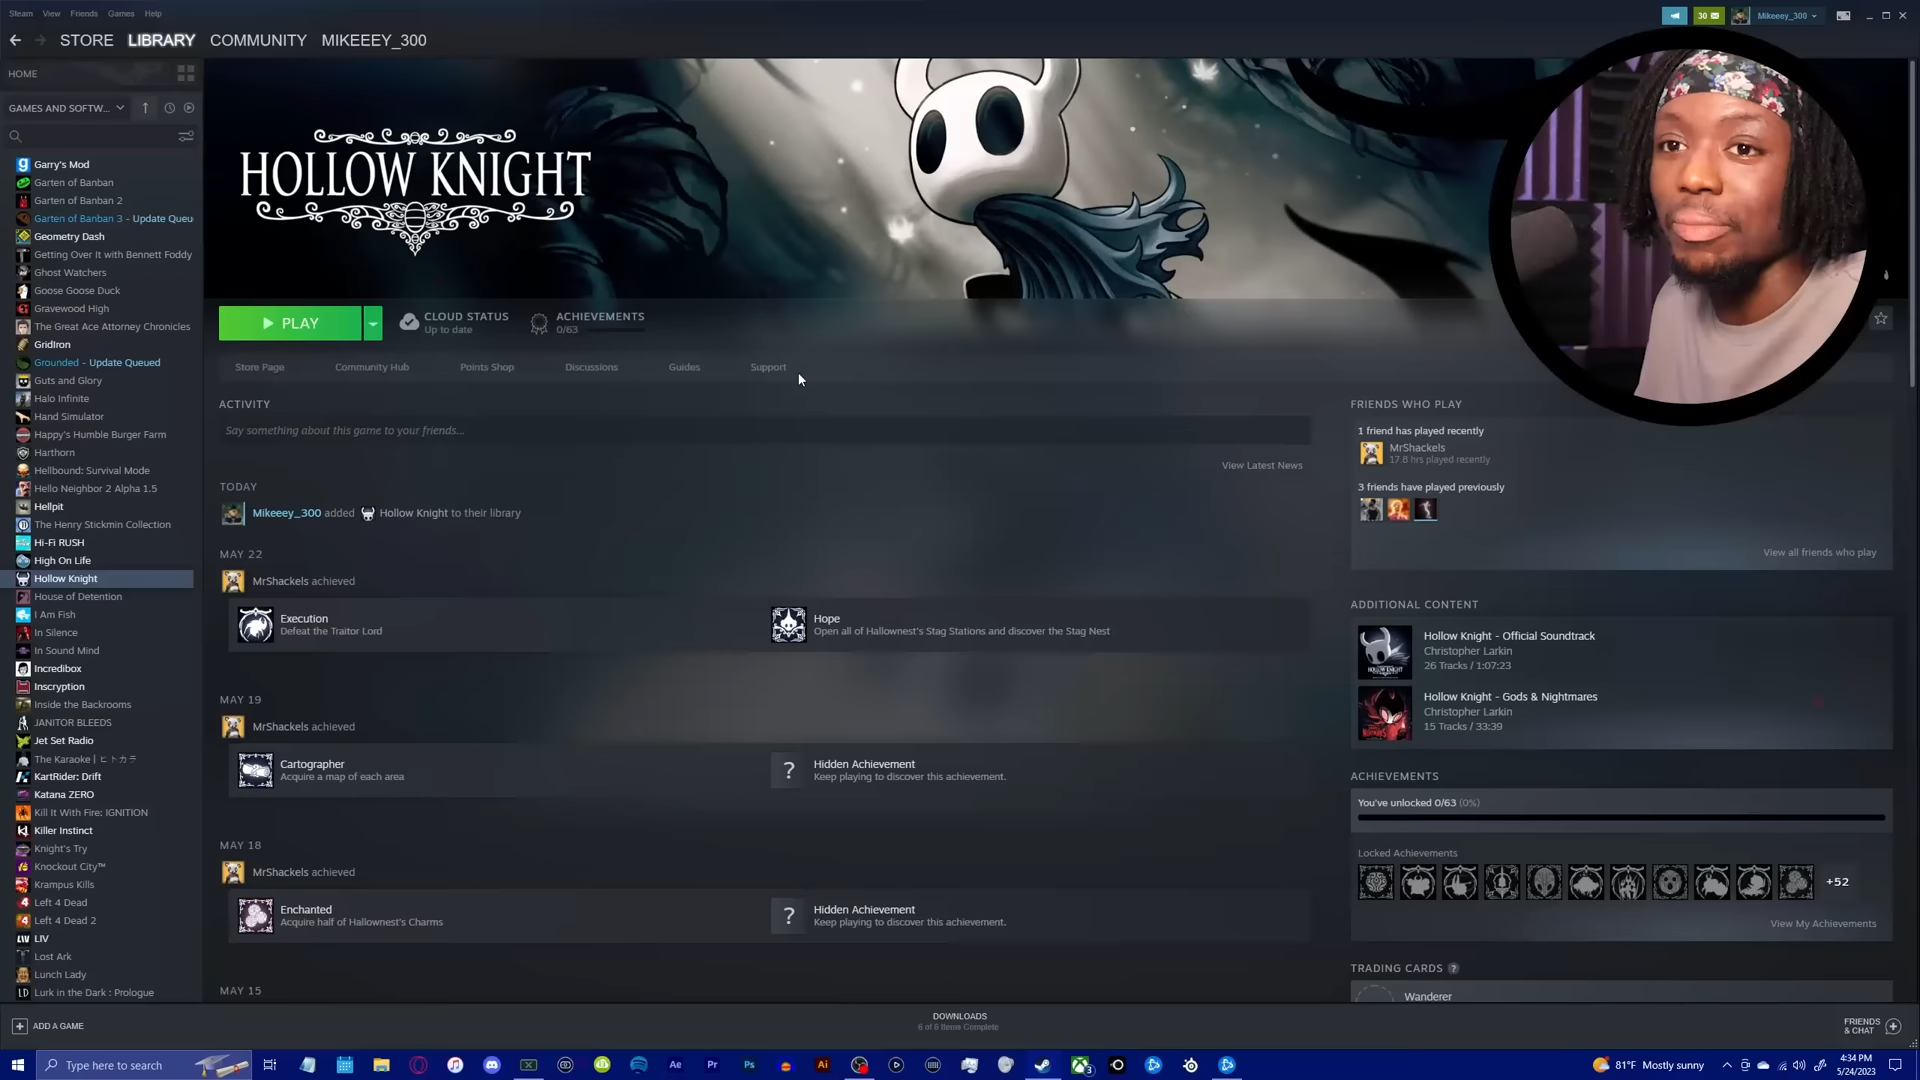 Steam View Friends Games Help
30 Mikeeey_300
STORE LIBRARY COMMUNITY MIKEEEY_300
HOME
GAMES AND SOFTW...
Garry's Mod
Garten of Banban
Garten of Banban 2
Garten of Banban 3 - Update Queu
Geometry Dash
Getting Over It with Bennett Foddy
Ghost Watchers
Goose Goose Duck
Gravewood High
The Great Ace Attorney Chronicles
GridIron
Grounded - Update Queued
Guts and Glory
Halo Infinite
Hand Simulator
Happy's Humble Burger Farm
Harthorn
Hellbound: Survival Mode
Hello Neighbor 2 Alpha 1.5
Hellpit
The Henry Stickmin Collection
Hi-Fi RUSH
High On Life
Hollow Knight
House of Detention
I Am Fish
In Silence
In Sound Mind
Incredibox
Inscryption
Inside the Backrooms
JANITOR BLEEDS
Jet Set Radio
The Karaoke | ヒトカラ
KartRider: Drift
Katana ZERO
Kill It With Fire: IGNITION
Killer Instinct
Knight's Try
Knockout City™
Krampus Kills
Left 4 Dead
Left 4 Dead 2
LIV
Lost Ark
Lunch Lady
Lurk in the Dark : Prologue
ADD A GAME
HOLLOW KNIGHT
PLAY
CLOUD STATUS
Up to date
ACHIEVEMENTS
0/63
Store Page Community Hub Points Shop Discussions Guides Support
ACTIVITY
Say something about this game to your friends...
View Latest News
TODAY
Mikeeey_300 added Hollow Knight to their library
MAY 22
MrShackels achieved
Execution
Defeat the Traitor Lord
Hope
Open all of Hallownest's Stag Stations and discover the Stag Nest
MAY 19
MrShackels achieved
Cartographer
Acquire a map of each area
?
Hidden Achievement
Keep playing to discover this achievement.
MAY 18
MrShackels achieved
Enchanted
Acquire half of Hallownest's Charms
?
Hidden Achievement
Keep playing to discover this achievement.
MAY 15
FRIENDS WHO PLAY
1 friend has played recently
MrShackels
17.8 hrs played recently
3 friends have played previously
View all friends who play
ADDITIONAL CONTENT
Hollow Knight - Official Soundtrack
Christopher Larkin
26 Tracks / 1:07:23
Hollow Knight - Gods & Nightmares
Christopher Larkin
15 Tracks / 33:39
ACHIEVEMENTS
You've unlocked 0/63 (0%)
Locked Achievements
+52
View My Achievements
TRADING CARDS ?
Wanderer
DOWNLOADS
6 of 6 Items Complete
FRIENDS
& CHAT
Type here to search
Ae Pr Ps Ai
3
81°F Mostly sunny
4:34 PM
5/24/2023